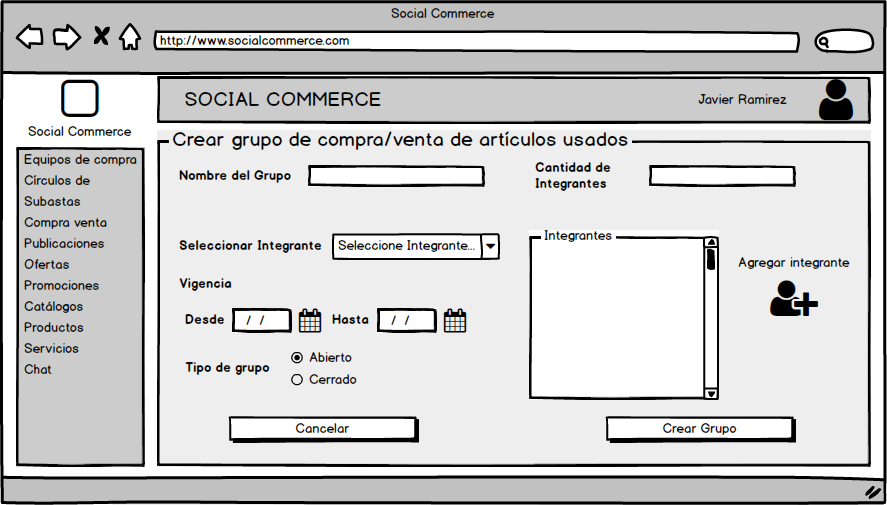 Social Commerce
http://www.socialcommerce.com
Social Commerce
SOCIAL COMMERCE
Javier Ramirez
Equipos de compra
Círculos de
Subastas
Compra venta
Publicaciones
Ofertas
Promociones
Catálogos
Productos
Servicios
Chat
Crear grupo de compra/venta de artículos usados
Nombre del Grupo
Cantidad de
Integrantes
Seleccionar Integrante
Seleccione Integrante...
Integrantes
Agregar integrante
Vigencia
Desde / / Hasta / /
Tipo de grupo
Abierto
Cerrado
Cancelar
Crear Grupo